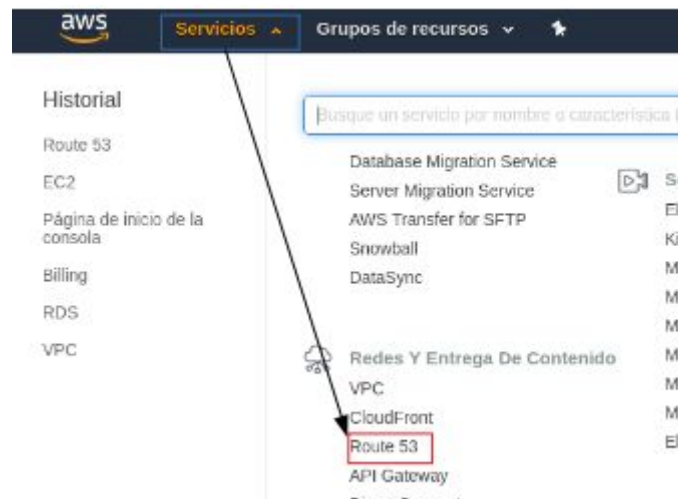 aws
Servicios
Grupos de recursos
Historial
Route 53
EC2
Página de inicio de la
consola
Billing
RDS
VPC
Busque un servicio por nombre o característica
Database Migration Service
Server Migration Service
AWS Transfer for SFTP
Snowball
DataSync
Redes Y Entrega De Contenido
VPC
CloudFront
Route 53
API Gateway